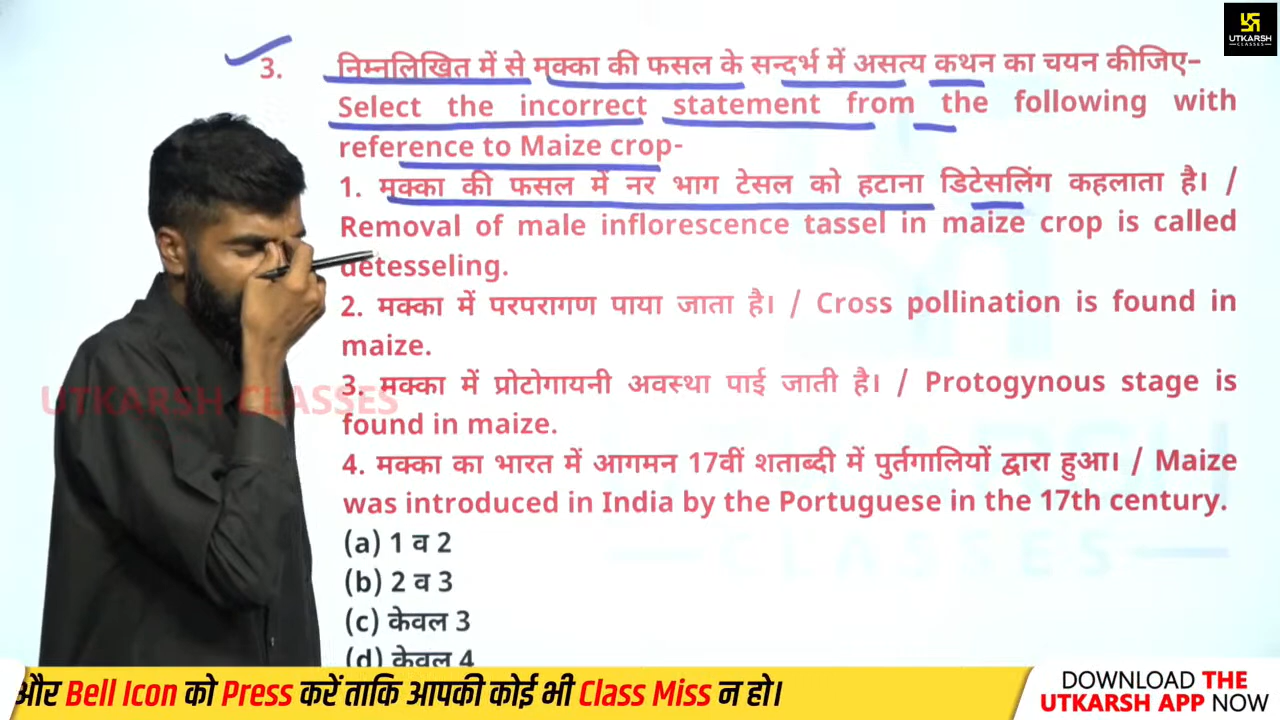 UTKARSH
CLASSES
3. निम्नलिखित में से मक्का की फसल के सन्दर्भ में असत्य कथन का चयन कीजिए–
Select the incorrect statement from the following with
reference to Maize crop-
1. मक्का की फसल में नर भाग टेसल को हटाना डिटेसलिंग कहलाता है। /
Removal of male inflorescence tassel in maize crop is called
detesseling.
2. मक्का में परपरागण पाया जाता है। / Cross pollination is found in
maize.
3. मक्का में प्रोटोगायनी अवस्था पाई जाती है। / Protogynous stage is
found in maize.
4. मक्का का भारत में आगमन 17वीं शताब्दी में पुर्तगालियों द्वारा हुआ। / Maize
was introduced in India by the Portuguese in the 17th century.
(a) 1 व 2
(b) 2 व 3
(c) केवल 3
(d) केवल 4
UTKARSH CLASSES
CLASSES
और Bell Icon को Press करें ताकि आपकी कोई भी Class Miss न हो।
DOWNLOAD THE
UTKARSH APP NOW